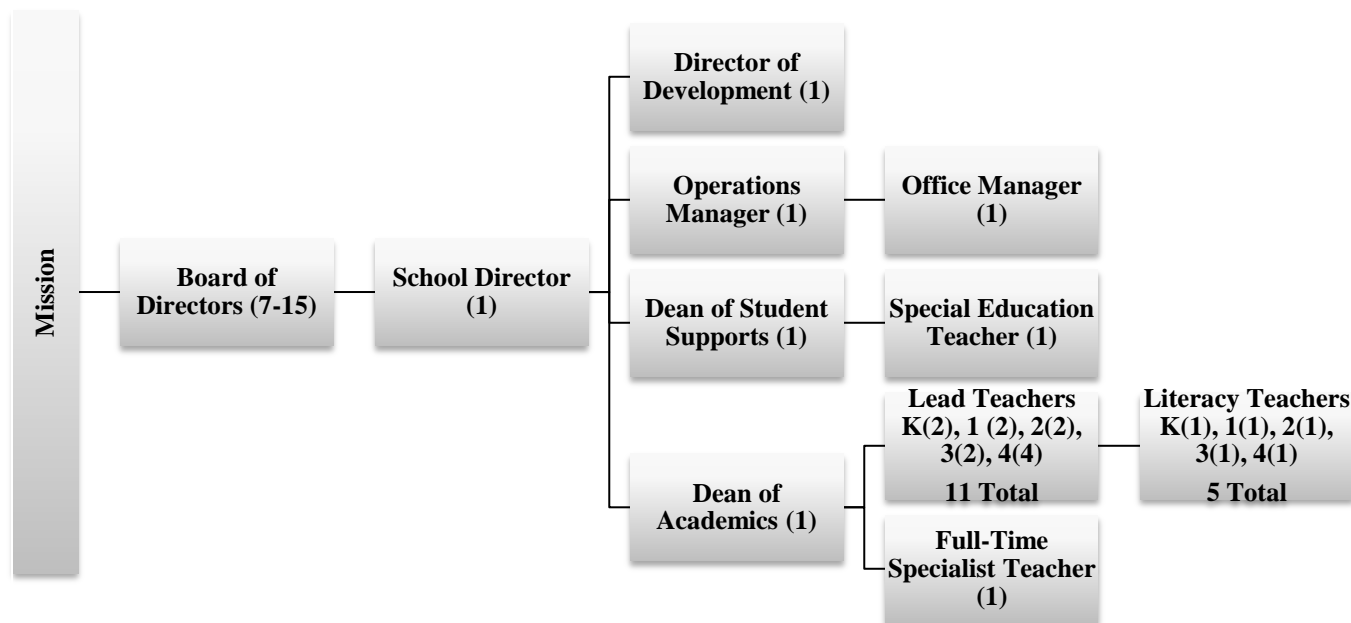 Mission
Board of
Directors (7-15)
School Director
(1)
Director of
Development (1)
Operations
Manager (1)
Office Manager
(1)
Dean of Student
Supports (1)
Special Education
Teacher (1)
Dean of
Academics (1)
Lead Teachers
K(2), 1 (2), 2(2),
3(2), 4(4)
11 Total
Literacy Teachers
K(1), 1(1), 2(1),
3(1), 4(1)
5 Total
Full-Time
Specialist Teacher
(1)